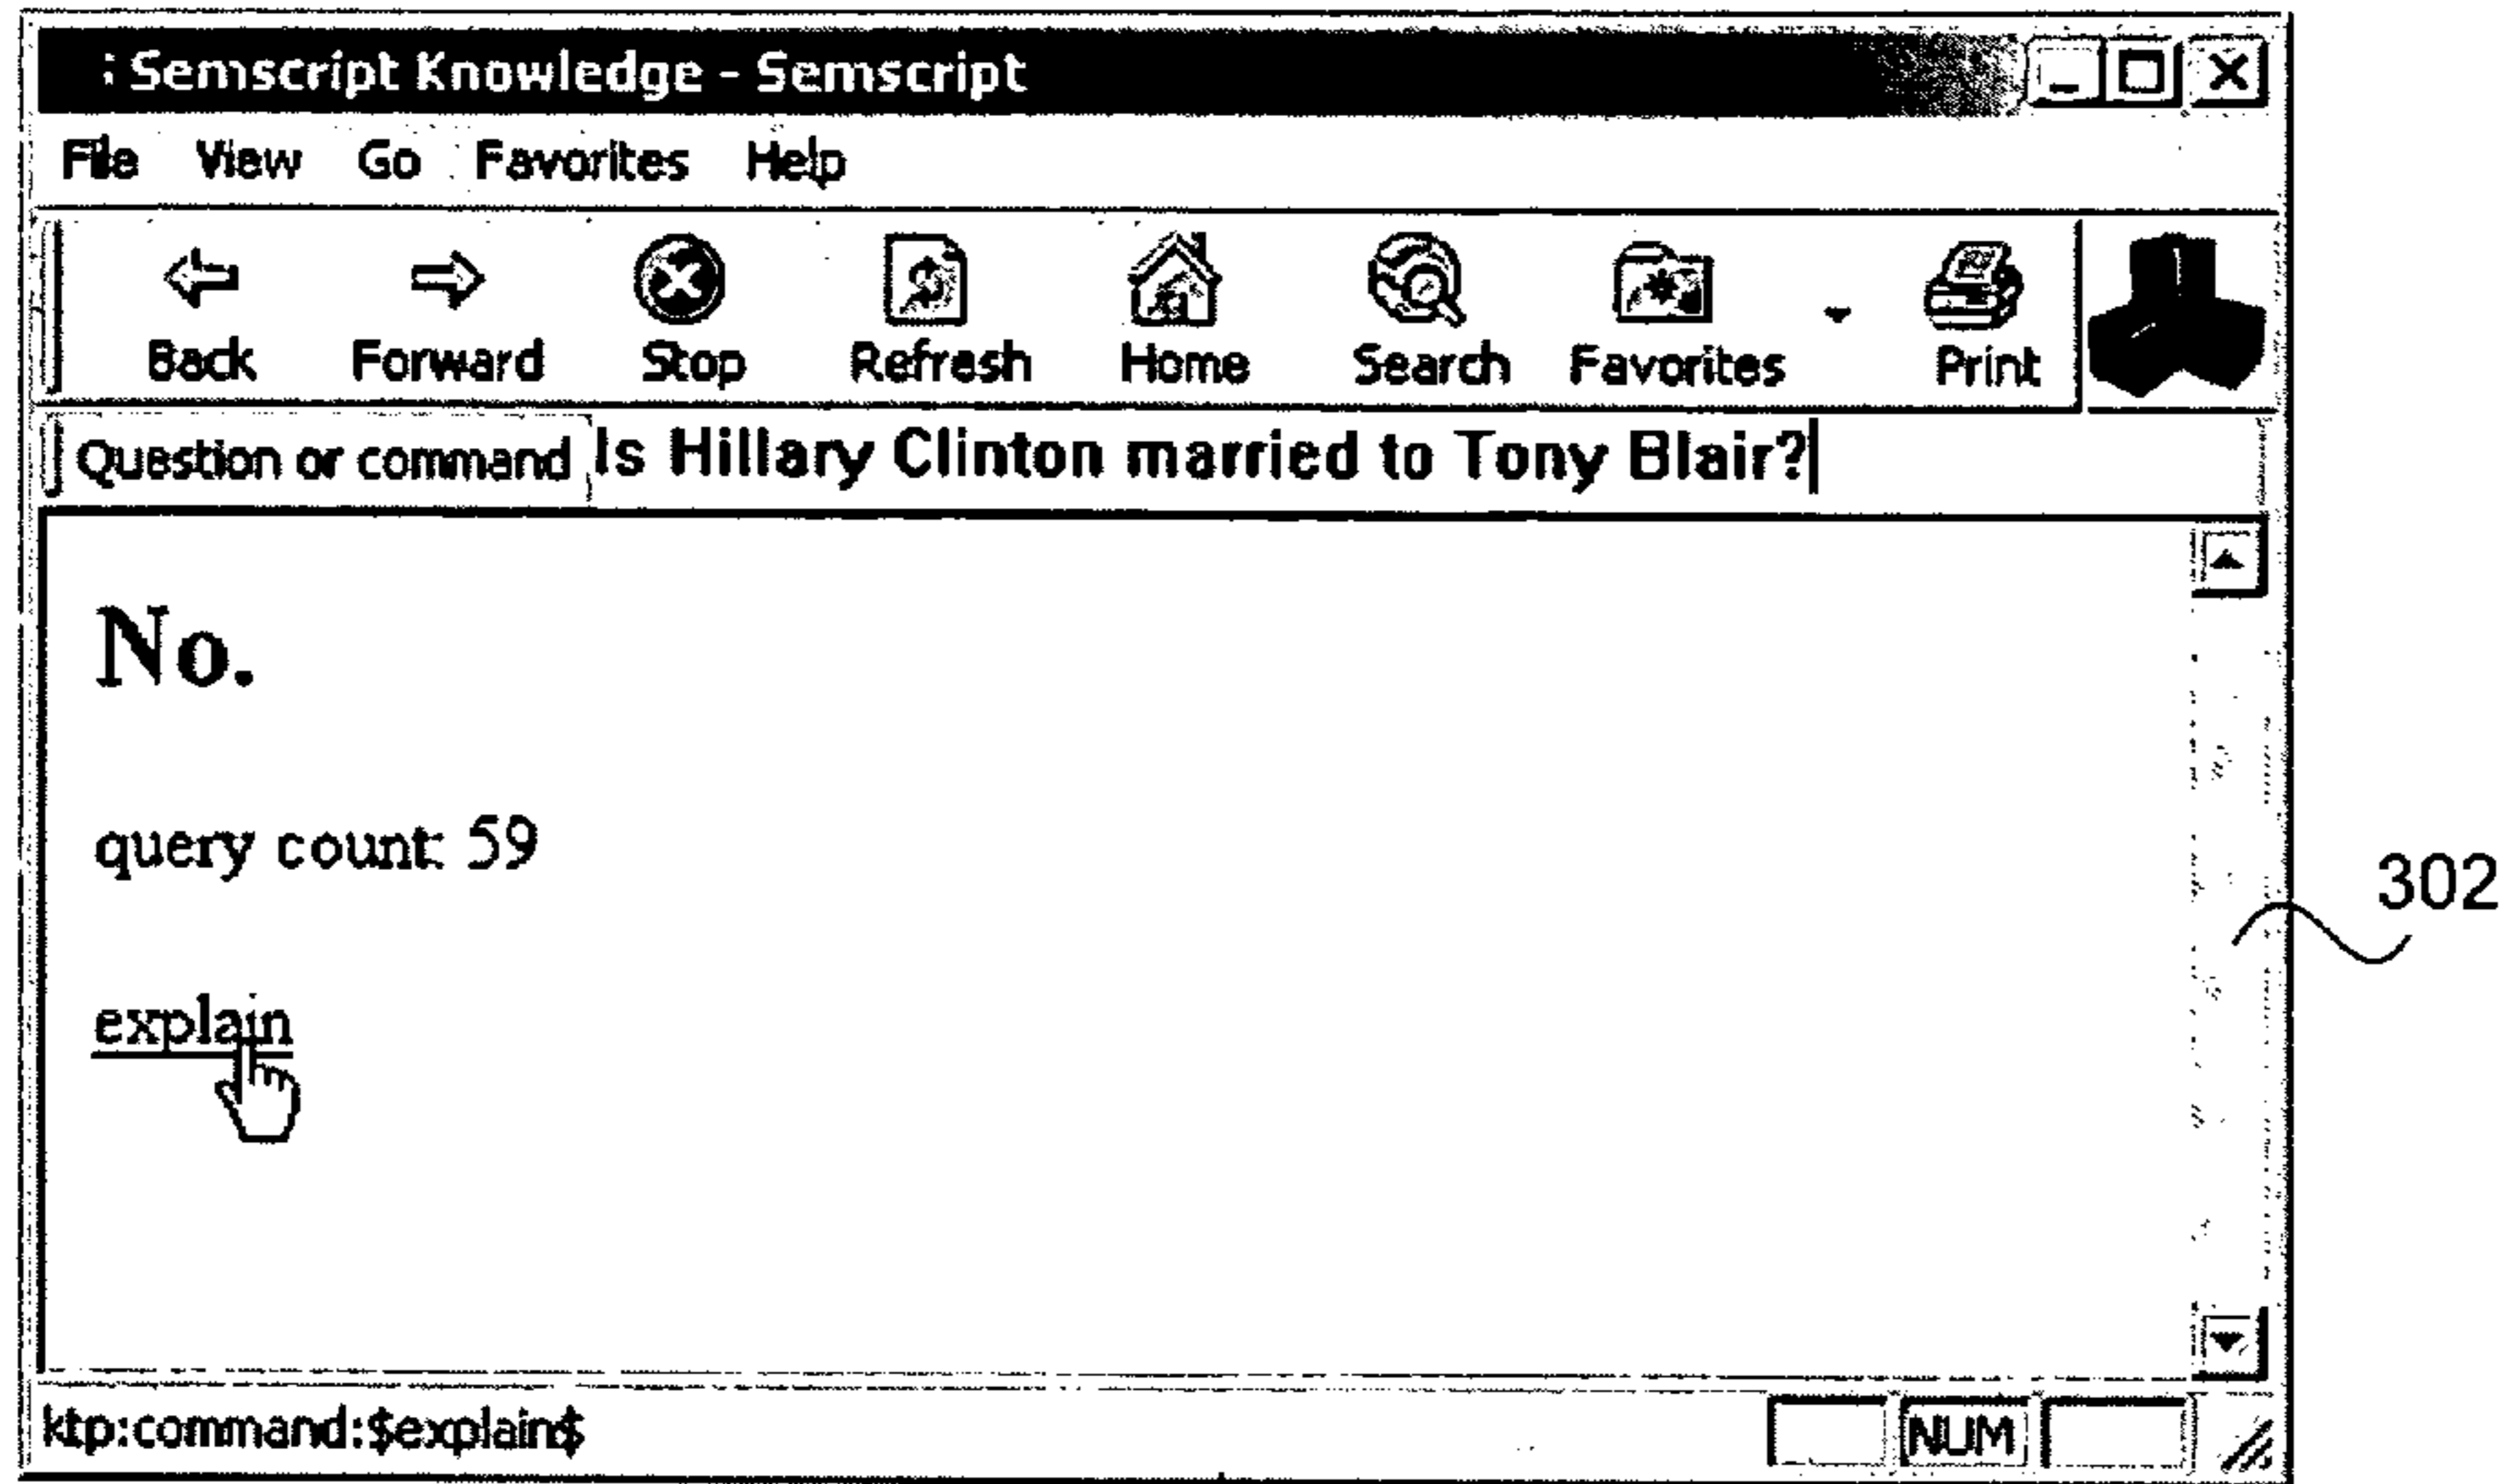 Semscript Knowledge - Semscript
File View Go Favorites Help
Back Forward Stop Refresh Home Search Favorites Print
Question or command Is Hillary Clinton married to Tony Blair?
No.
query count: 59
302
explain
ktp:command:$explain$ NUM